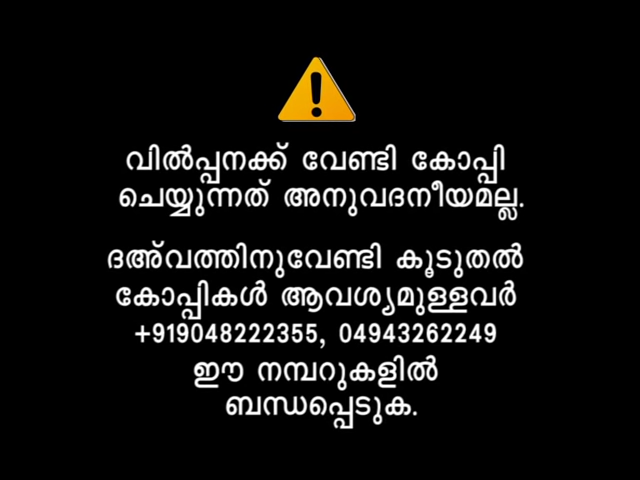 വിൽപ്പനക്ക് വേണ്ടി കോപ്പി
ചെയ്യുന്നത് അനുവദനീയമല്ല.
ദഅ്വത്തിനുവേണ്ടി കൂടുതൽ
കോപ്പികൾ ആവശ്യമുള്ളവർ
+919048222355, 04943262249
ഈ നമ്പറുകളിൽ
ബന്ധപ്പെടുക.